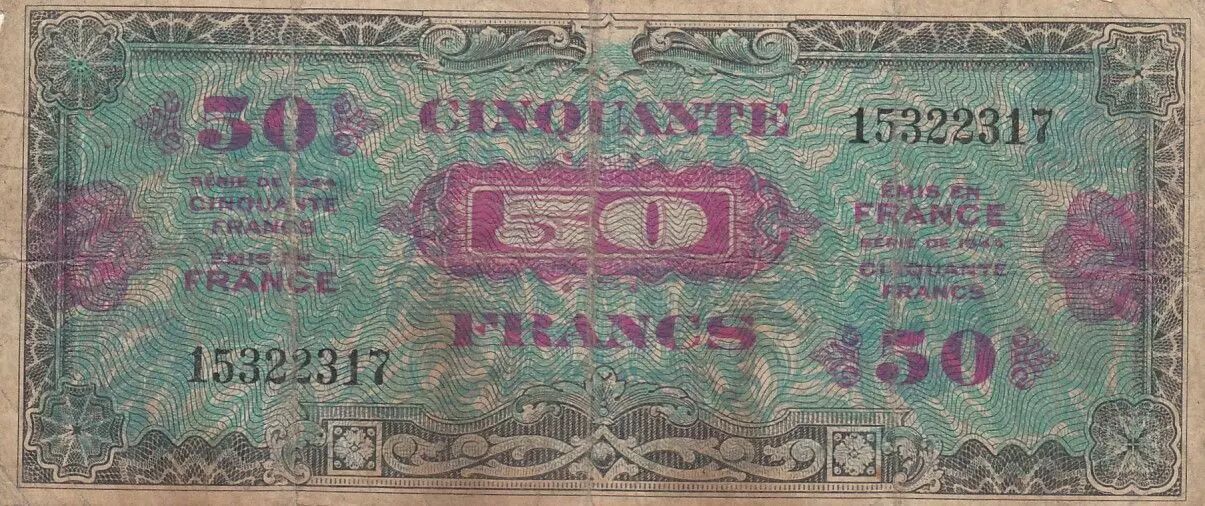 50
CINQUANTE
15322317
SÉRIE DE 1944
CINQUANTE
FRANCS
ÉMIS EN
FRANCE
50
ÉMIS EN
FRANCE
SÉRIE DE 1944
CINQUANTE
FRANCS
FRANCS
15322317
50